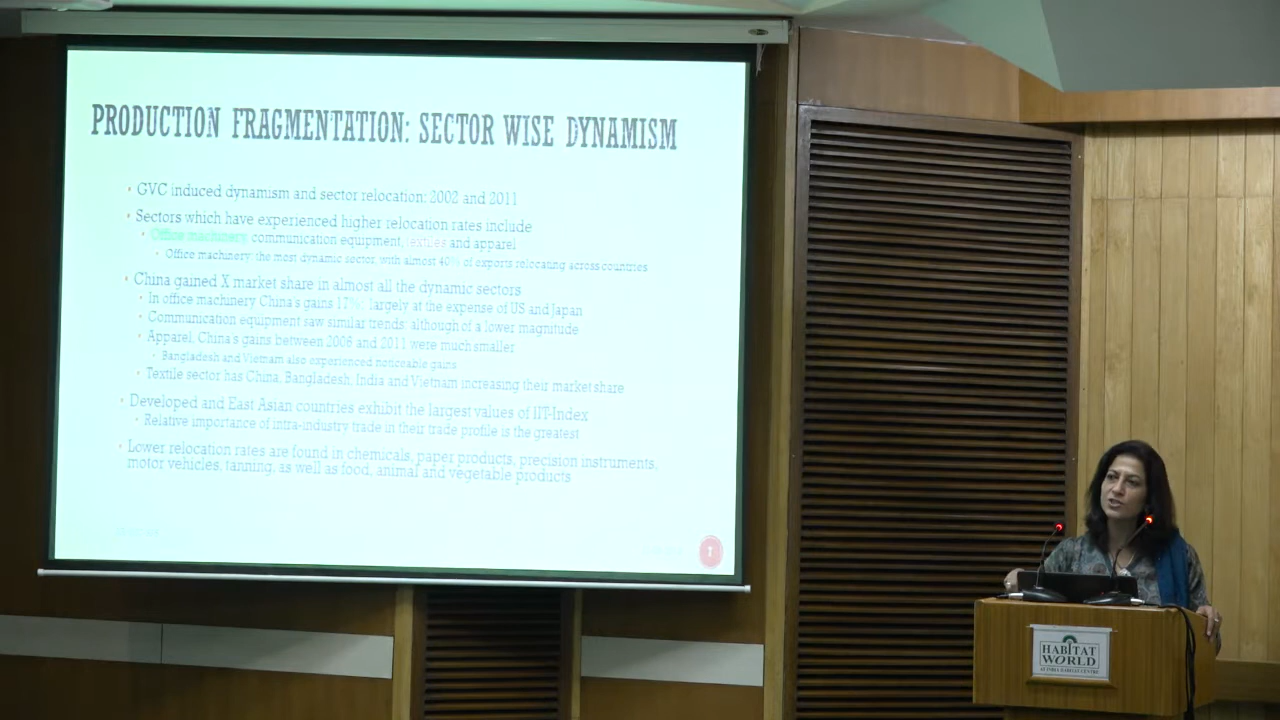 PRODUCTION FRAGMENTATION: SECTOR WISE DYNAMISM
GVC induced dynamism and sector relocation: 2002 and 2011
Sectors which have experienced higher relocation rates include
Office machinery, communication equipment, textiles and apparel
Office machinery, the most dynamic sector, with almost 40% of exports relocating across countries
China gained X market share in almost all the dynamic sectors
In office machinery China's gains 17%: largely at the expense of US and Japan
Communication equipment saw similar trends: although of a lower magnitude
Apparel, China's gains between 2006 and 2011 were much smaller
Bangladesh and Vietnam also experienced noticeable gains
Textile sector has China, Bangladesh, India and Vietnam increasing their market share
Developed and East Asian countries exhibit the largest values of IIT-Index
Relative importance of intra-industry trade in their trade profile is the greatest
Lower relocation rates are found in chemicals, paper products, precision instruments,
motor vehicles, tanning, as well as food, animal and vegetable products
HABITAT
WORLD
AT INDIA HABITAT CENTRE